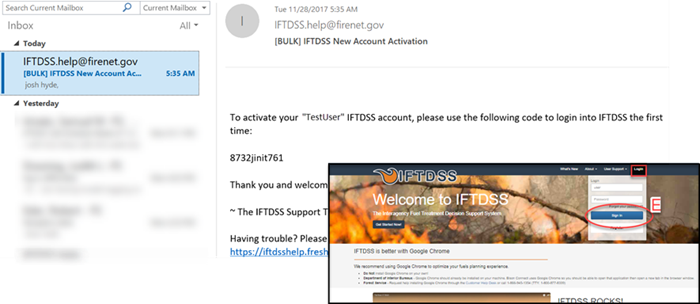 Search Current Mailbox
Current Mailbox
Inbox
All
Today
IFTDSS.help@firenet.gov
[BULK] IFTDSS New Account Ac...
5:35 AM
josh hyde,
Yesterday
Tue 11/28/2017 5:35 AM
I
IFTDSS.help@firenet.gov
[BULK] IFTDSS New Account Activation
To activate your "TestUser" IFTDSS account, please use the following code to login into IFTDSS the first
time:
8732jinit761
Thank you and welcom
~ The IFTDSS Support T
Having trouble? Please
https://iftdsshelp.fresh
IFTDSS
What's New
About
User Support
Login
Welcome to IFTDSS
The Interagency Fuel Treatment Decision Support System.
Get Started Now!
Login
Sign In
E
IFTDSS is better with Google Chrome
We recommend using Google Chrome to optimize your fuels planning experience.
IFTDSS ROCKS!